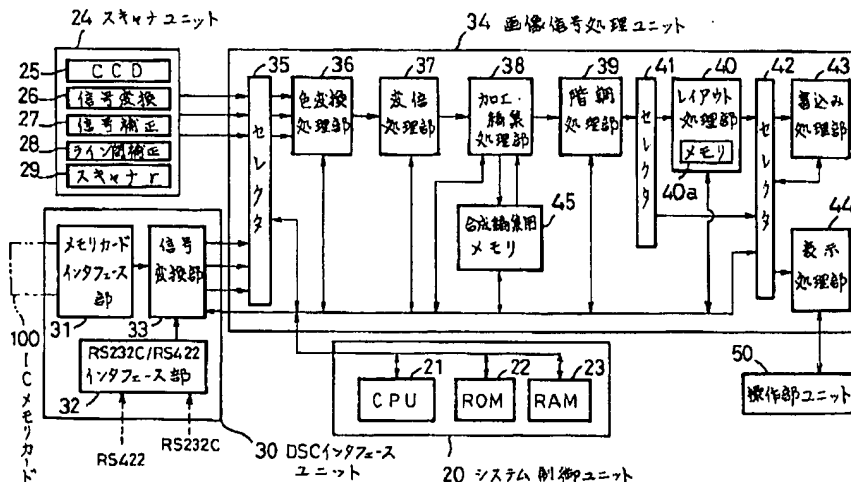 24 スキャナユニット
25 CCD
26 信号変換
27 信号補正
28 ライン間補正
29 スキャナr
34 画像信号処理ユニット
35 セレクタ
36 色変換処理部
37 変倍処理部
38 加工・編集処理部
39 階調処理部
41 セレクタ
40 レイアウト処理部
メモリ
40a
42 セレクタ
43 書込み処理部
44 表示処理部
45 合成編集用メモリ
メモリカードインタフェース部
31
信号変換部
33
RS232C/RS422
インタフェース部
32
RS422
RS232C
100 ICメモリカード
30 DSCインタフェース
ユニット
21 CPU
22 ROM
23 RAM
20 システム制御ユニット
50
操作部ユニット